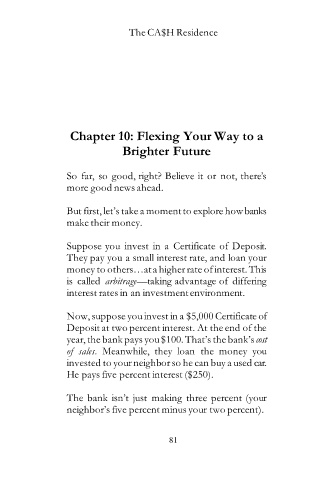 The CA$H Residence
Chapter 10: Flexing Your Way to a
Brighter Future
So far, so good, right? Believe it or not, there's
more good news ahead.
But first, let's take a moment to explore how banks
make their money.
Suppose you invest in a Certificate of Deposit.
They pay you a small interest rate, and loan your
money to others…at a higher rate of interest. This
is called arbitrage—taking advantage of differing
interest rates in an investment environment.
Now, suppose you invest in a $5,000 Certificate of
Deposit at two percent interest. At the end of the
year, the bank pays you $100. That's the bank's cost
of sales. Meanwhile, they loan the money you
invested to your neighbor so he can buy a used car.
He pays five percent interest ($250).
The bank isn't just making three percent (your
neighbor's five percent minus your two percent).
81